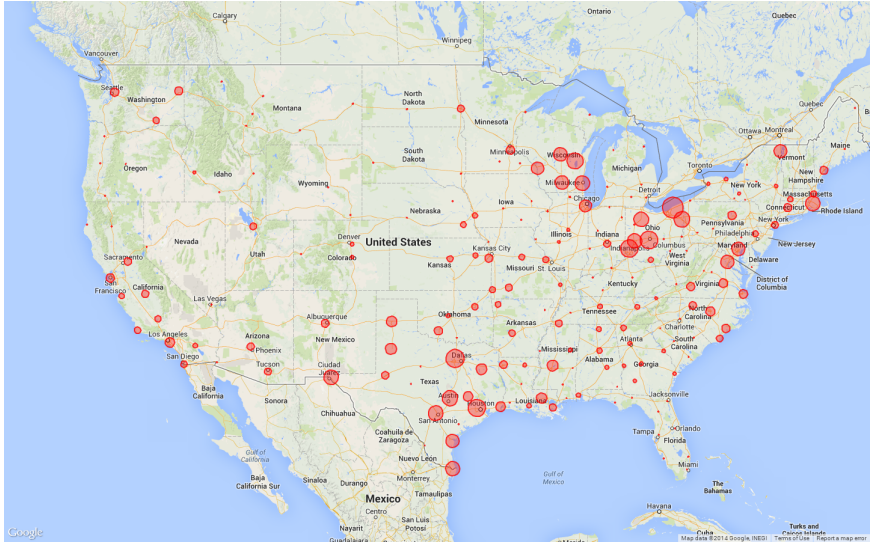 Calgary
Ontario
Quebec
Winnipeg
Vancouver
Seattle
Washington
North
Dakota
Montana
Quebec
Ottawa
Montreal
Maine
Minnesota
Minneapolis
Wisconsin
Vermont
South
Dakota
Michigan
Toronto
Oregon
Idaho
New
Hampshire
Wyoming
Milwaukee
Detroit
New York
Massachusetts
Chicago
Iowa
Connecticut
Rhode Island
Nebraska
Pennsylvania
New York
Ohio
Nevada
Denver
United States
Illinois
Indiana
Philadelphia
New Jersey
Utah
Colorado
Kansas City
Indianapolis
Columbus
Maryland
Sacramento
Kansas
Missouri
St Louis
West
Virginia
Delaware
San
Francisco
California
Kentucky
Virginia
District of
Columbia
Las Vegas
Albuquerque
Oklahoma
Tennessee
North
Carolina
Los Angeles
Arizona
Phoenix
New Mexico
Arkansas
Charlotte
San Diego
Tucson
Dallas
Mississippi
Atlanta
South
Carolina
Ciudad
Juarez
Texas
Alabama
Georgia
Baja
California
Sonora
Austin
Houston
Louisiana
Jacksonville
Chihuahua
San Antonio
Coahuila de
Zaragoza
Tampa
Orlando
Florida
Gulf of
California
Nuevo León
Monterrey
Gulf of
Mexico
Miami
Baja
California Sur
Sinaloa
Durango
Tamaulipas
The
Bahamas
Mexico
Centro
San Luis
Potosí
Havana
Nayarit
Guadalajara
Cuba
Turks and
Caicos Islands
Google
Map data ©2014 Google, INEGI
Terms of Use
Report a map error